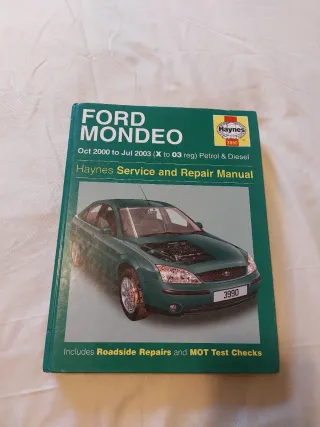 FORD
MONDEO
Haynes
3990
Oct 2000 to Jul 2003 (X to 03 reg) Petrol & Diesel
Haynes Service and Repair Manual
3990
Includes Roadside Repairs and MOT Test Checks